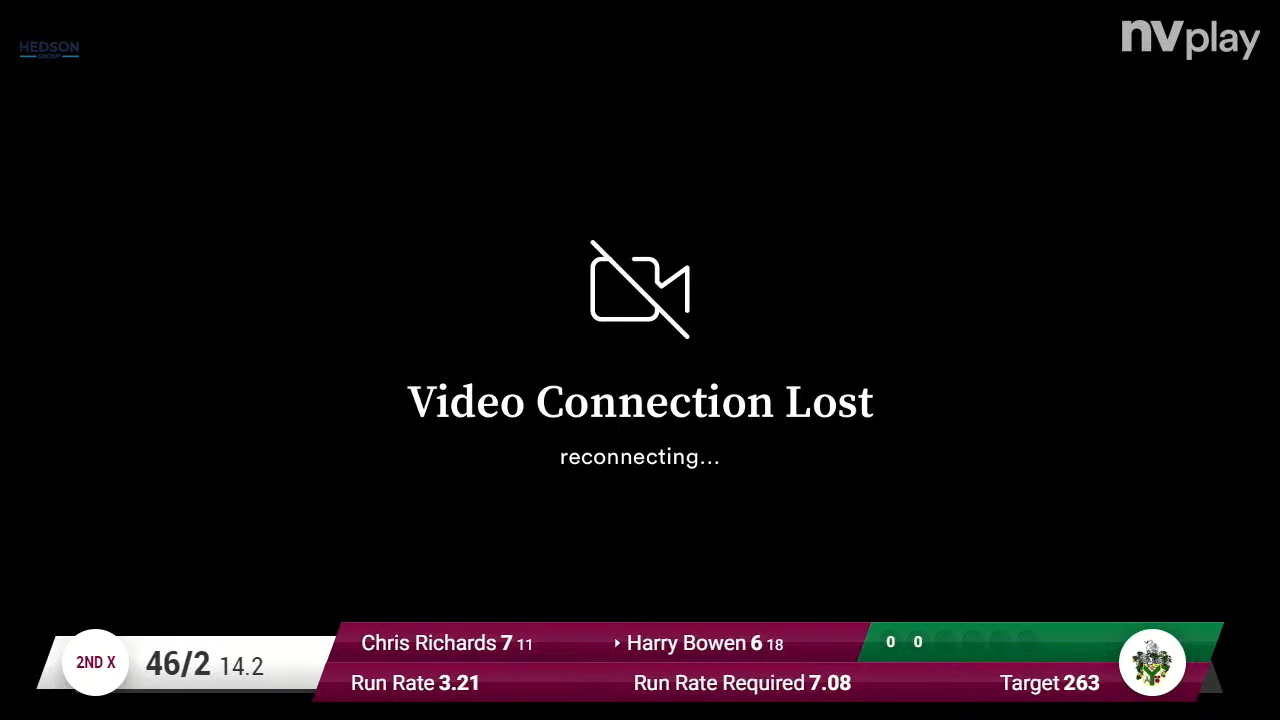 HEDSON
GROUP
nvplay
Video Connection Lost
reconnecting...
2ND X
46/2 14.2
Chris Richards 7 11
Harry Bowen 6 18
0 0
Run Rate 3.21
Run Rate Required 7.08
Target 263